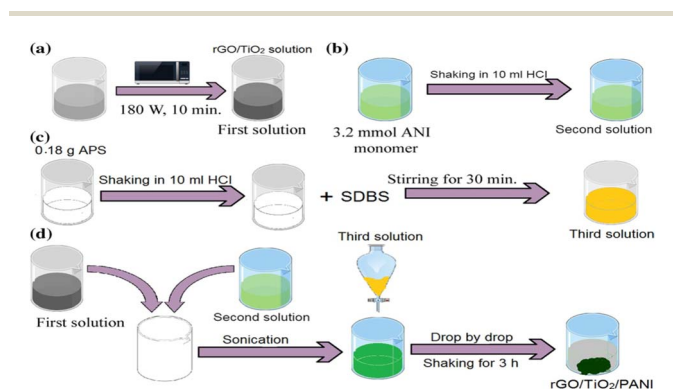 (a)
rGO/TiO₂ solution
180 W, 10 min.
First solution
(b)
Shaking in 10 ml HCl
3.2 mmol ANI
monomer
Second solution
(c)
0.18 g APS
Shaking in 10 ml HCl
+ SDBS
Stirring for 30 min.
Third solution
(d)
First solution
Second solution
Sonication
Third solution
Drop by drop
Shaking for 3 h
rGO/TiO₂/PANI